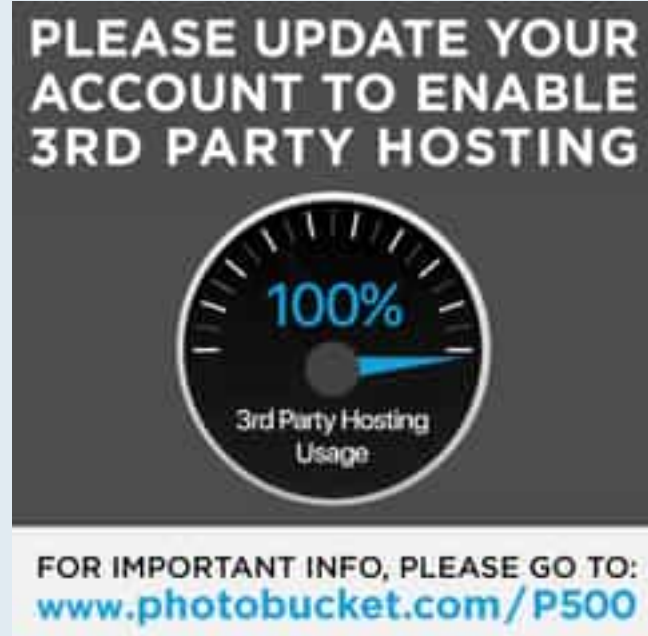 PLEASE UPDATE YOUR
ACCOUNT TO ENABLE
3RD PARTY HOSTING
100%
3rd Party Hosting
Usage
FOR IMPORTANT INFO, PLEASE GO TO:
www.photobucket.com/P500